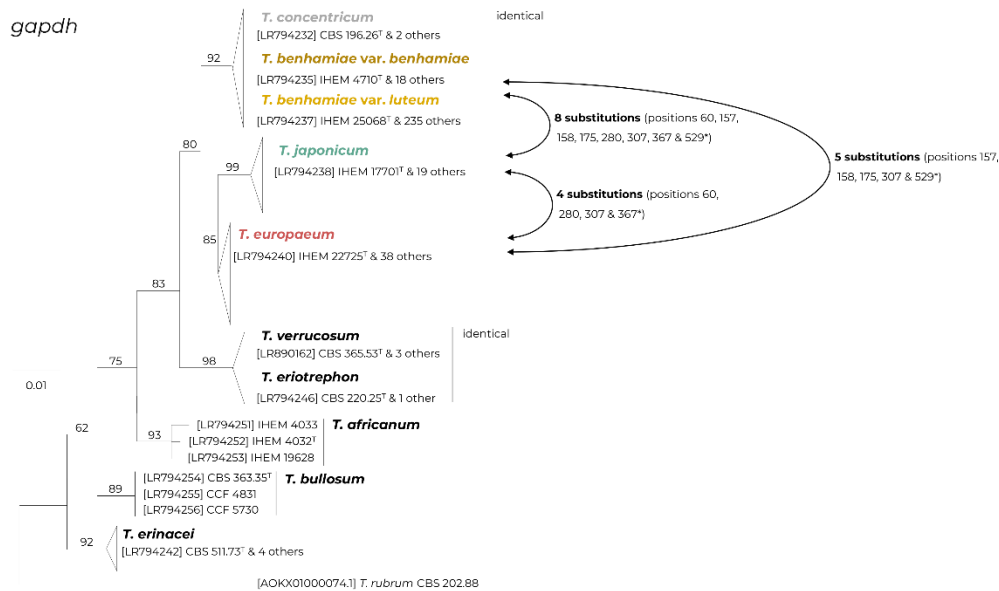 gapdh
T. concentricum
identical
[LR794232] CBS 196.26ᵀ & 2 others
92
T. benhamiae var. benhamiae
[LR794235] IHEM 4710ᵀ & 18 others
T. benhamiae var. luteum
[LR794237] IHEM 25068ᵀ & 235 others
8 substitutions (positions 60, 157,
158, 175, 280, 307, 367 & 529*)
80
T. japonicum
99
[LR794238] IHEM 17701ᵀ & 19 others
5 substitutions (positions 157,
158, 175, 307 & 529*)
4 substitutions (positions 60,
280, 307 & 367*)
T. europaeum
85
[LR794240] IHEM 22725ᵀ & 38 others
83
T. verrucosum
identical
[LR890162] CBS 365.53ᵀ & 3 others
98
T. eriotrephon
[LR794246] CBS 220.25ᵀ & 1 other
75
0.01
[LR794251] IHEM 4033
T. africanum
93
[LR794252] IHEM 4032ᵀ
[LR794253] IHEM 19628
62
[LR794254] CBS 363.35ᵀ
T. bullosum
89
[LR794255] CCF 4831
[LR794256] CCF 5730
T. erinacei
92
[LR794242] CBS 511.73ᵀ & 4 others
[AOKX01000074.1] T. rubrum CBS 202.88